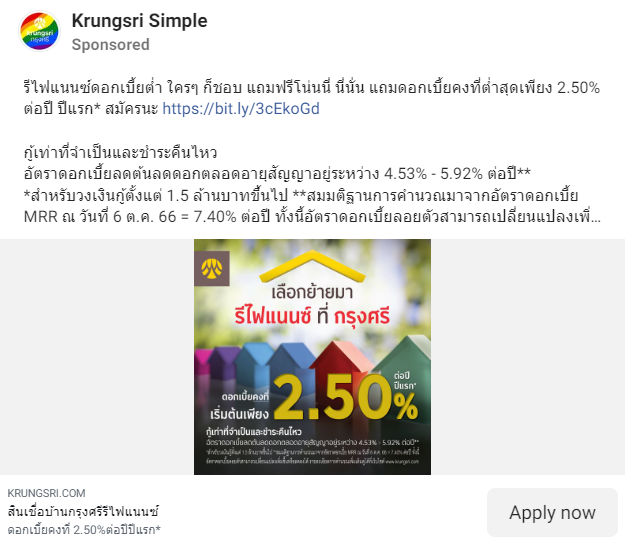 Krungsri Simple
Sponsored
Krungsri
กรุงศรี
รีไฟแนนซ์ดอกเบี้ยต่ำ ใครๆ ก็ชอบ แถมฟรีโน่นนี่ นี่นั่น แถมดอกเบี้ยคงที่ต่ำสุดเพียง 2.50%
ต่อปี ปีแรก* สมัครนะ https://bit.ly/3cEkoGd
กู้เท่าที่จำเป็นและชำระคืนไหว
อัตราดอกเบี้ยลดต้นลดดอกตลอดอายุสัญญาอยู่ระหว่าง 4.53% - 5.92% ต่อปี**
*สำหรับวงเงินกู้ตั้งแต่ 1.5 ล้านบาทขึ้นไป **สมมติฐานการคำนวณมาจากอัตราดอกเบี้ย
MRR ณ วันที่ 6 ต.ค. 66 = 7.40% ต่อปี ทั้งนี้อัตราดอกเบี้ยลอยตัวสามารถเปลี่ยนแปลงเพิ่...
เลือกย้ายมา
รีไฟแนนซ์ ที่ กรุงศรี
ดอกเบี้ยคงที่
เริ่มต้นเพียง
2.50%
ต่อปี
ปีแรก*
กู้เท่าที่จำเป็นและชำระคืนไหว
อัตราดอกเบี้ยลดต้นลดดอกตลอดอายุสัญญาอยู่ระหว่าง 4.53% - 5.92% ต่อปี**
KRUNGSRI.COM
สินเชื่อบ้านกรุงศรีรีไฟแนนซ์
ดอกเบี้ยคงที่ 2.50%ต่อปีปีแรก*
Apply now